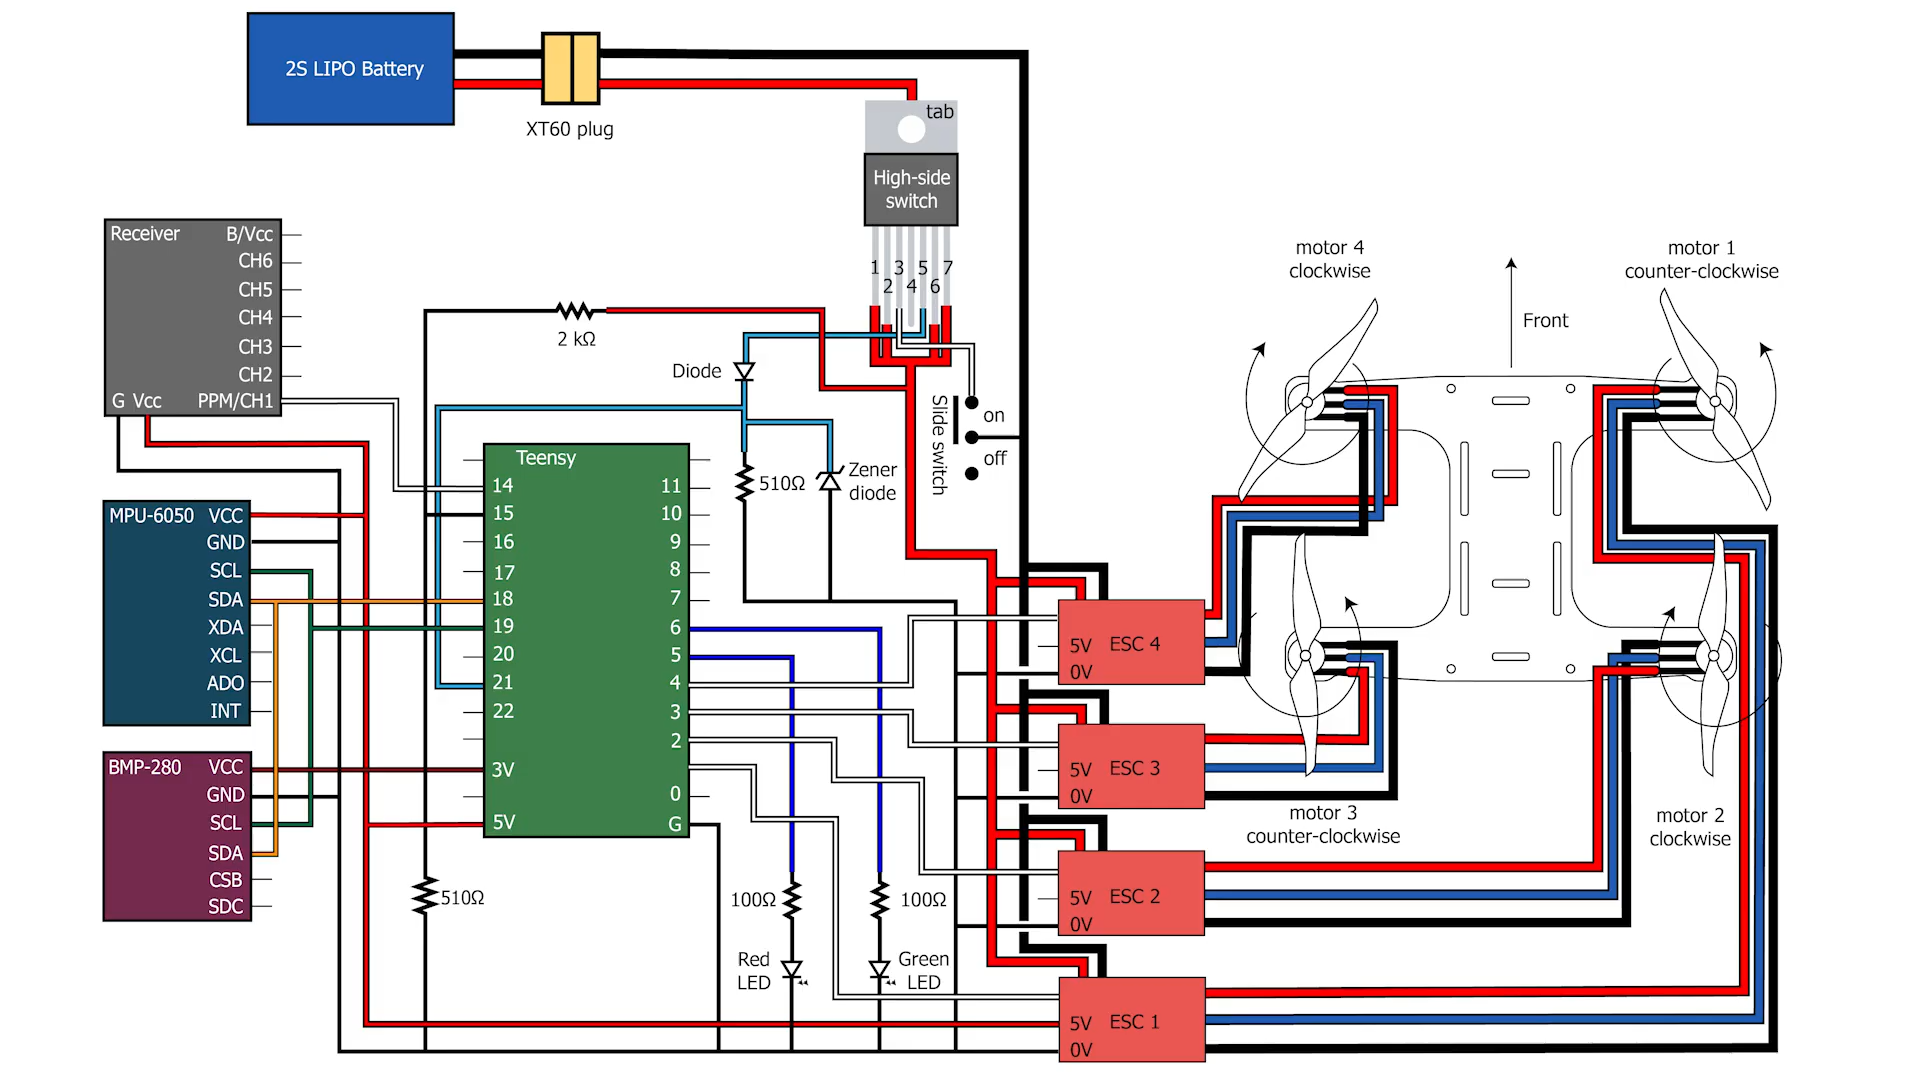 2S LIPO Battery
XT60 plug
tab
High-side
switch
1
2
3
4
5
6
7
Receiver
B/Vcc
CH6
CH5
CH4
CH3
CH2
G Vcc
PPM/CH1
2 kΩ
Diode
510Ω
Zener
diode
Slide switch
on
off
motor 4
clockwise
Front
motor 1
counter-clockwise
MPU-6050
VCC
GND
SCL
SDA
XDA
XCL
ADO
INT
BMP-280
VCC
GND
SCL
SDA
CSB
SDC
Teensy
14
15
16
17
18
19
20
21
22
3V
5V
11
10
9
8
7
6
5
4
3
2
0
G
510Ω
100Ω
100Ω
Red
LED
Green
LED
5V
0V
ESC 4
5V
0V
ESC 3
5V
0V
ESC 2
5V
0V
ESC 1
motor 3
counter-clockwise
motor 2
clockwise